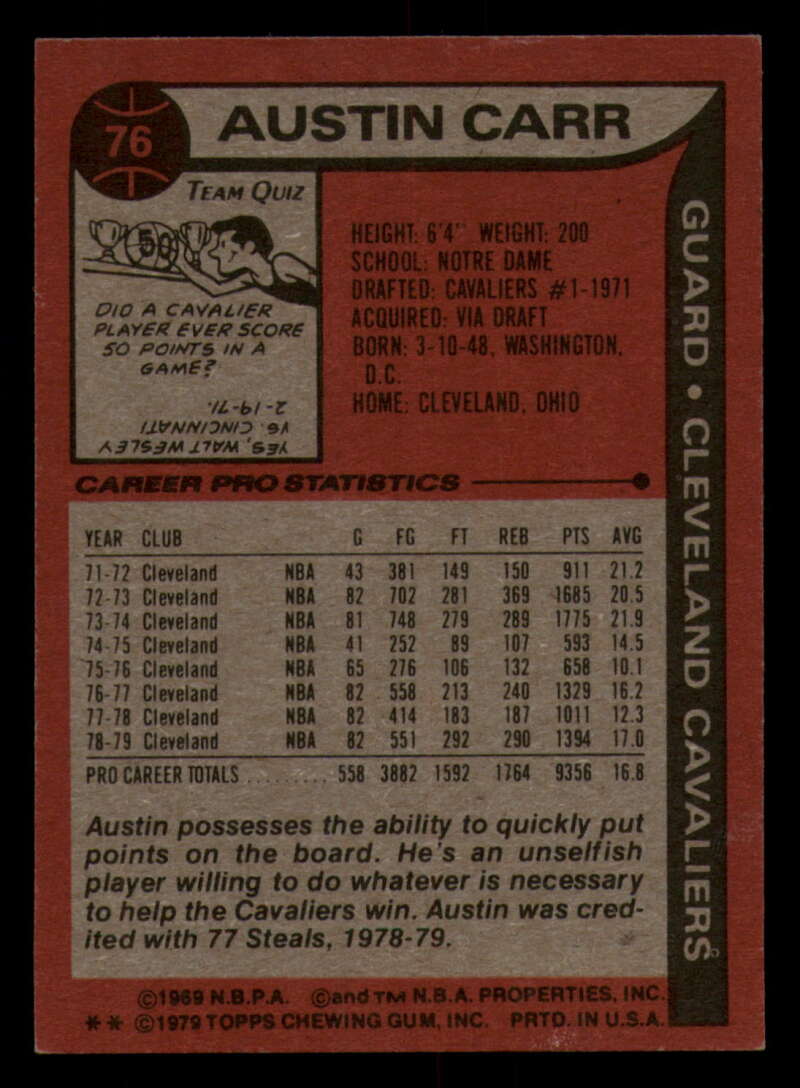 76
AUSTIN CARR
TEAM QUIZ
50
DID A CAVALIER
PLAYER EVER SCORE
50 POINTS IN A
GAME?
YES, WALT WESLEY
VS. CINCINNATI
2-19-71.
HEIGHT: 6'4" WEIGHT: 200
SCHOOL: NOTRE DAME
DRAFTED: CAVALIERS #1-1971
ACQUIRED: VIA DRAFT
BORN: 3-10-48, WASHINGTON,
D.C.
HOME: CLEVELAND, OHIO
GUARD • CLEVELAND CAVALIERS
CAREER PRO STATISTICS
YEAR CLUB G FG FT REB PTS AVG
71-72 Cleveland NBA 43 381 149 150 911 21.2
72-73 Cleveland NBA 82 702 281 369 1685 20.5
73-74 Cleveland NBA 81 748 279 289 1775 21.9
74-75 Cleveland NBA 41 252 89 107 593 14.5
75-76 Cleveland NBA 65 276 106 132 658 10.1
76-77 Cleveland NBA 82 558 213 240 1329 16.2
77-78 Cleveland NBA 82 414 183 187 1011 12.3
78-79 Cleveland NBA 82 551 292 290 1394 17.0
PRO CAREER TOTALS ......... 558 3882 1592 1764 9356 16.8
Austin possesses the ability to quickly put
points on the board. He's an unselfish
player willing to do whatever is necessary
to help the Cavaliers win. Austin was cred-
ited with 77 Steals, 1978-79.
©1969 N.B.P.A. ©and TM N.B.A. PROPERTIES, INC.
** ©1979 TOPPS CHEWING GUM, INC. PRTD. IN U.S.A.